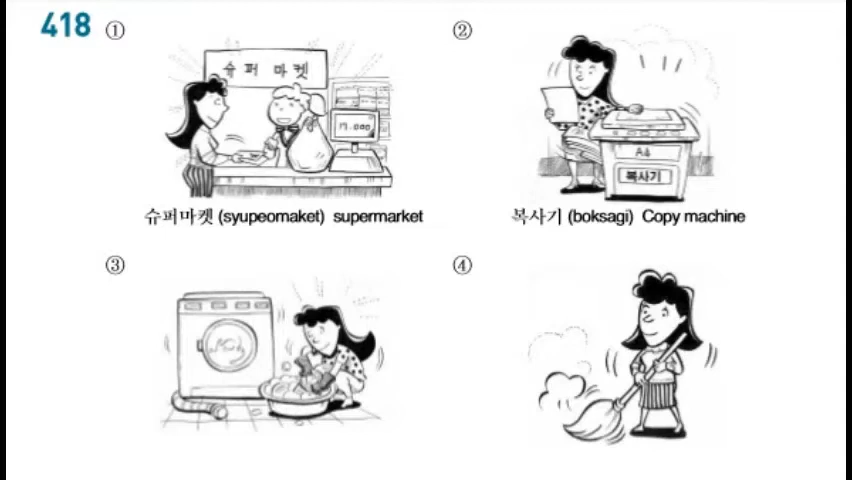 418
①
②
슈퍼마켓
17.000
A4
복사기
슈퍼마켓 (syupeomaket) supermarket
복사기 (boksagi) Copy machine
③
④